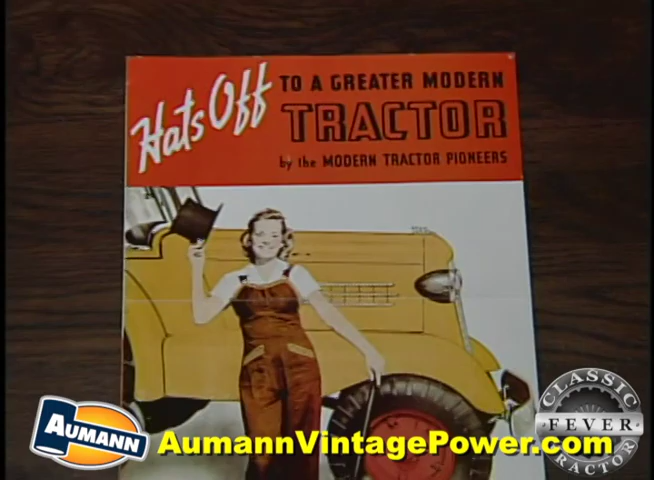 Hats Off TO A GREATER MODERN
TRACTOR
by the MODERN TRACTOR PIONEERS
AUMANN
AumannVintagePower.com
CLASSIC
FEVER
TRACTOR